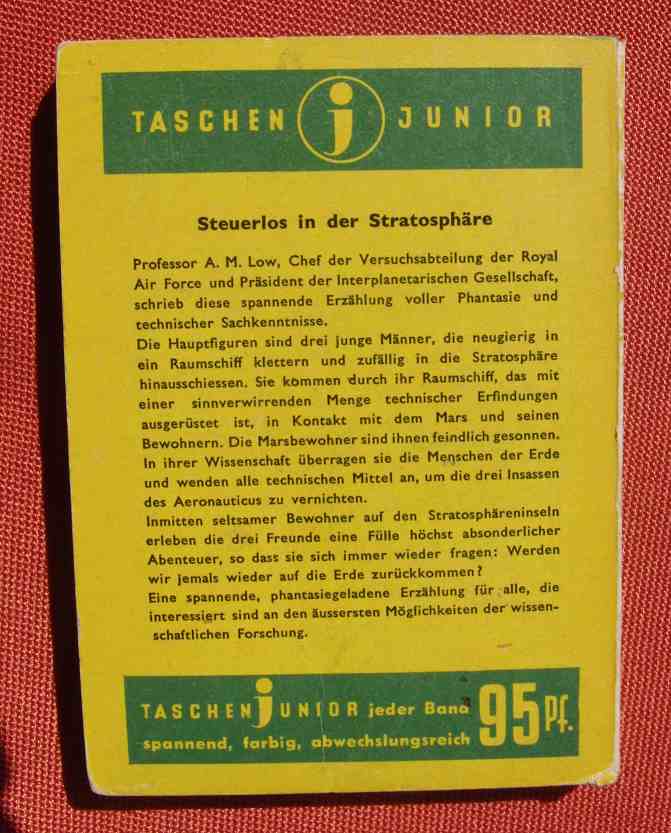 TASCHEN j JUNIOR
Steuerlos in der Stratosphäre
Professor A. M. Low, Chef der Versuchsabteilung der Royal
Air Force und Präsident der Interplanetarischen Gesellschaft,
schrieb diese spannende Erzählung voller Phantasie und
technischer Sachkenntnisse.
Die Hauptfiguren sind drei junge Männer, die neugierig in
ein Raumschiff klettern und zufällig in die Stratosphäre
hinausschiessen. Sie kommen durch ihr Raumschiff, das mit
einer sinnverwirrenden Menge technischer Erfindungen
ausgerüstet ist, in Kontakt mit dem Mars und seinen
Bewohnern. Die Marsbewohner sind ihnen feindlich gesonnen.
In ihrer Wissenschaft überragen sie die Menschen der Erde
und wenden alle technischen Mittel an, um die drei Insassen
des Aeronauticus zu vernichten.
Inmitten seltsamer Bewohner auf den Stratosphäreninseln
erleben die drei Freunde eine Fülle höchst absonderlicher
Abenteuer, so dass sie sich immer wieder fragen: Werden
wir jemals wieder auf die Erde zurückkommen?
Eine spannende, phantasiegeladene Erzählung für alle, die
interessiert sind an den äussersten Möglichkeiten der wissen-
schaftlichen Forschung.
TASCHEN JUNIOR jeder Band 95 Pf.
spannend, farbig, abwechslungsreich